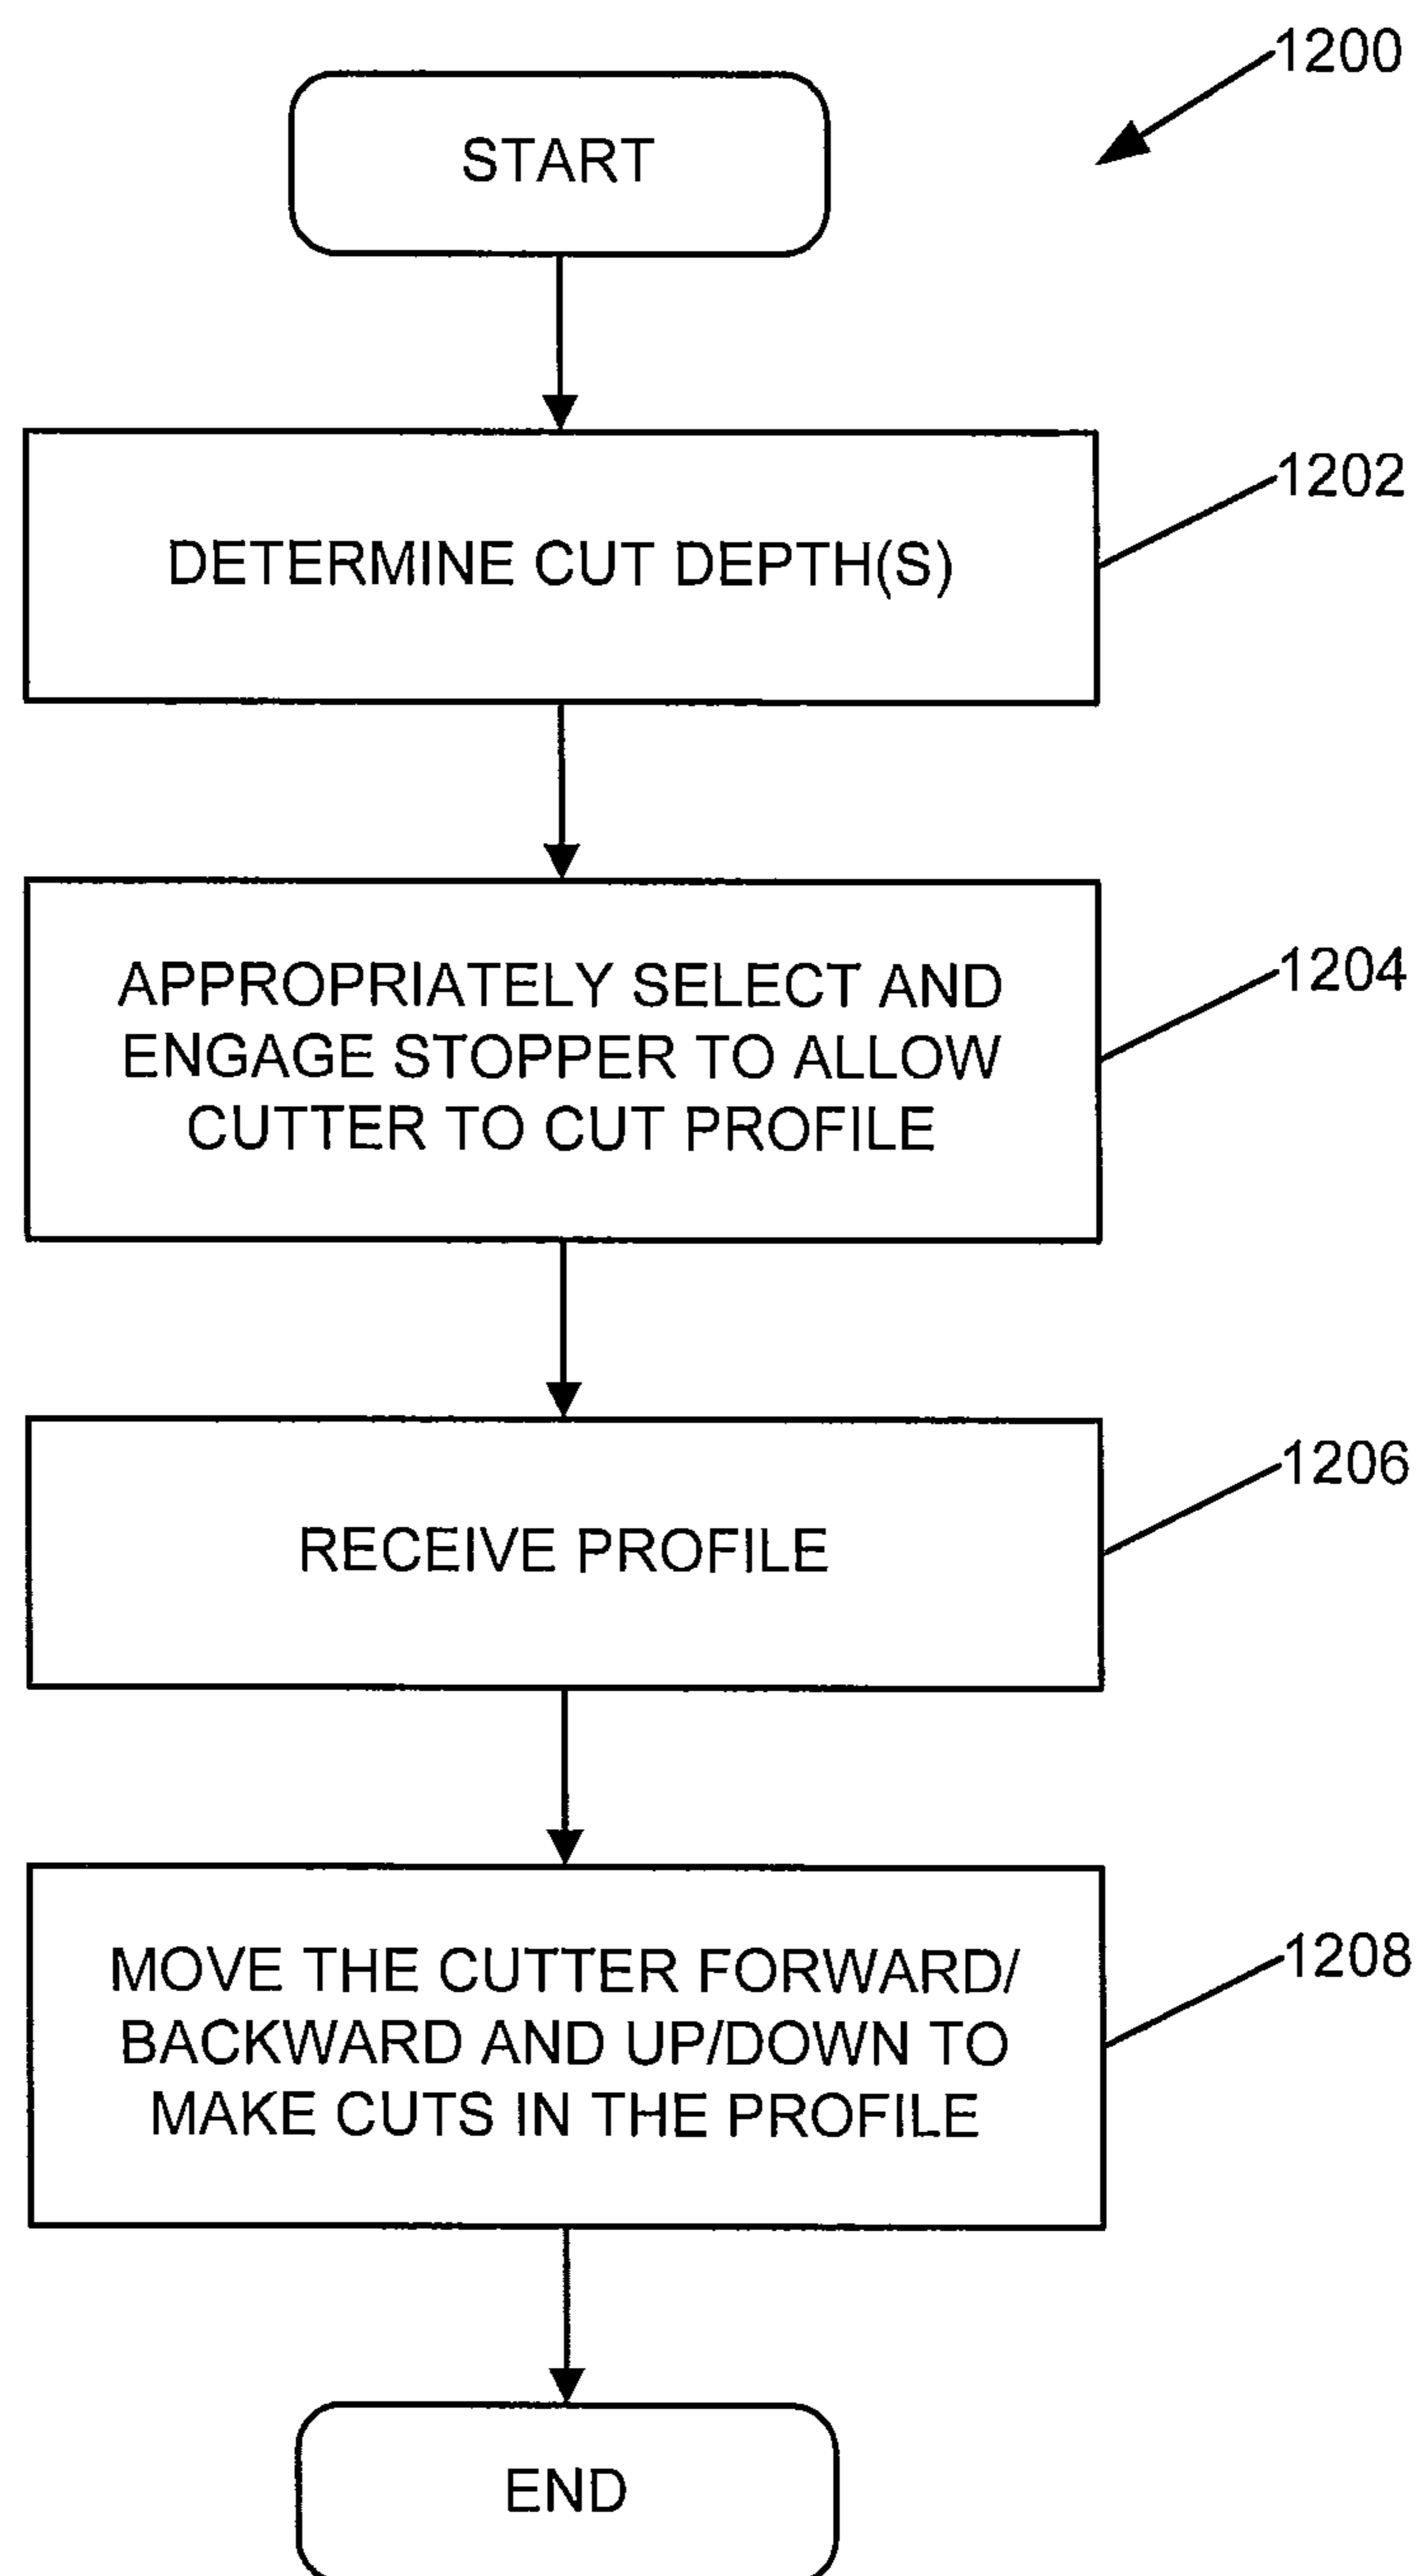 1200
START
1202
DETERMINE CUT DEPTH(S)
1204
APPROPRIATELY SELECT AND
ENGAGE STOPPER TO ALLOW
CUTTER TO CUT PROFILE
1206
RECEIVE PROFILE
1208
MOVE THE CUTTER FORWARD/
BACKWARD AND UP/DOWN TO
MAKE CUTS IN THE PROFILE
END